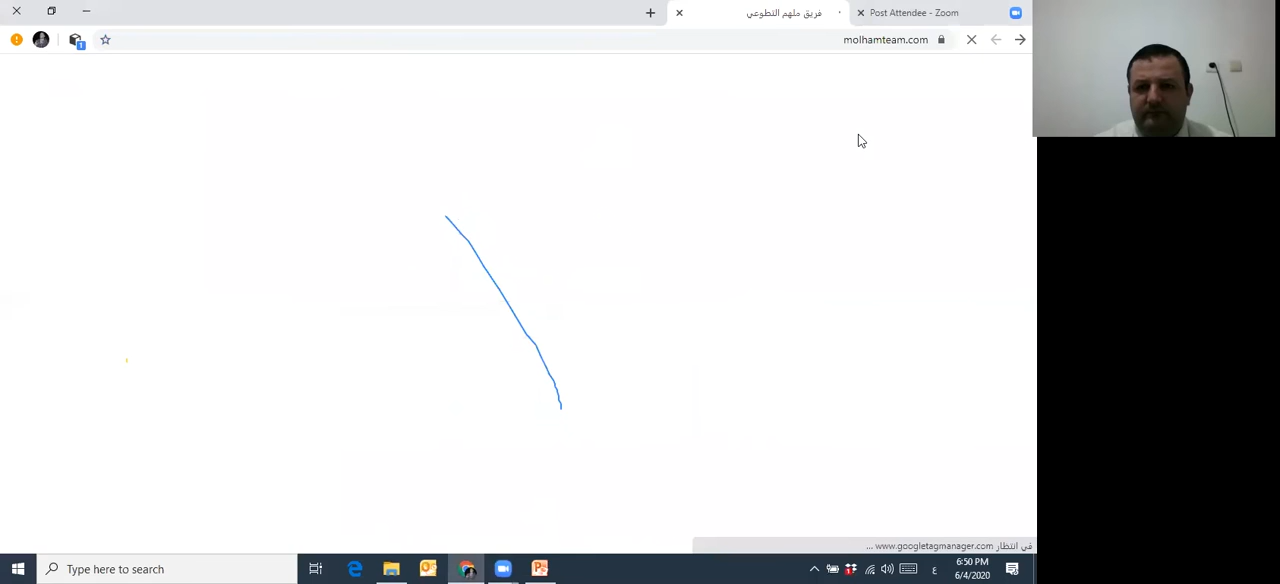 فريق ملهم التطوعي
Post Attendee - Zoom
molhamteam.com
1
في انتظار www.googletagmanager.com ...
Type here to search
ع
6:50 PM
6/4/2020